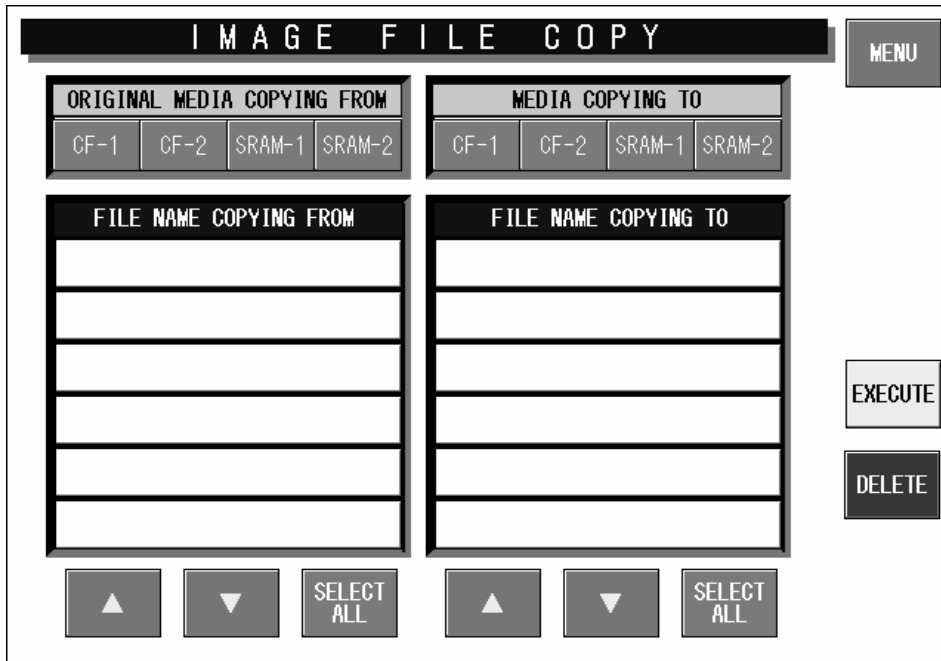 IMAGE FILE COPY
MENU
ORIGINAL MEDIA COPYING FROM
CF-1 CF-2 SRAM-1 SRAM-2
MEDIA COPYING TO
CF-1 CF-2 SRAM-1 SRAM-2
FILE NAME COPYING FROM
FILE NAME COPYING TO
EXECUTE
DELETE
▲ ▼ SELECT
ALL
▲ ▼ SELECT
ALL